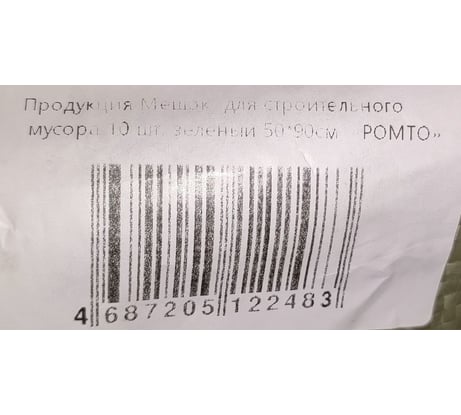 Продукция Мешок для строительного
мусора 10 шт. зеленый 50*90см «РОМТО»
4 687205 122483